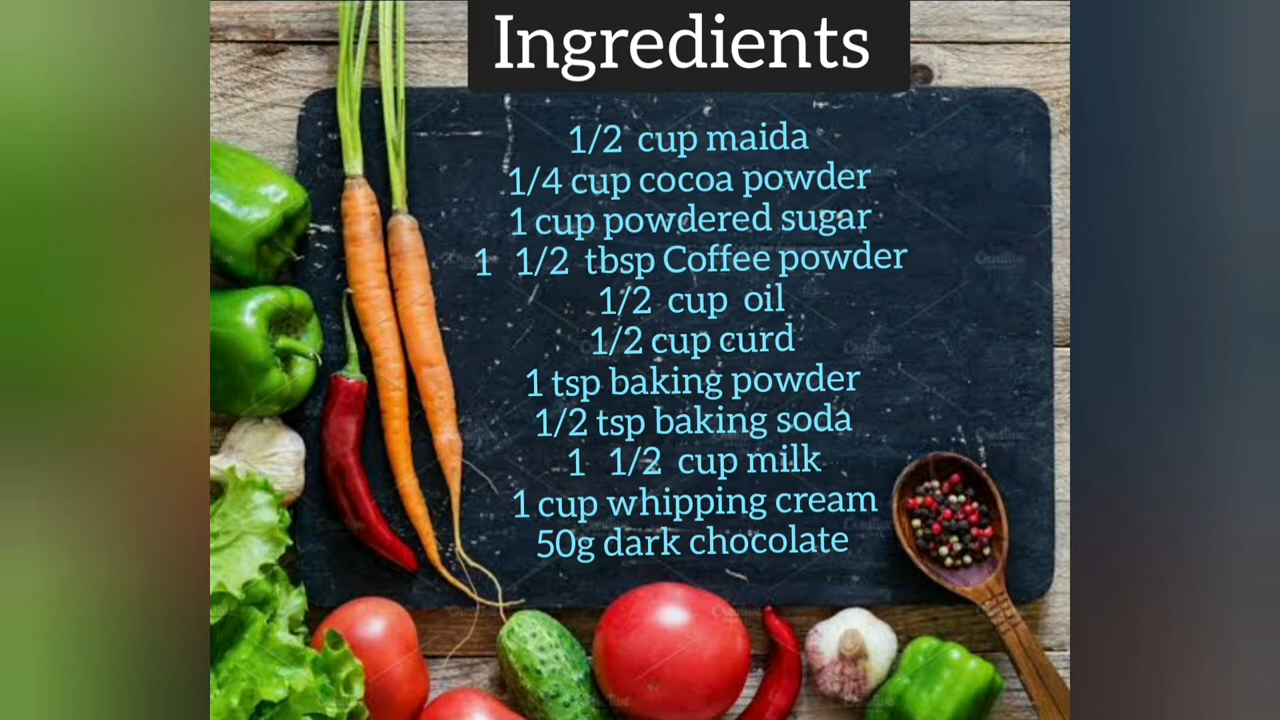 Ingredients
1/2 cup maida
1/4 cup cocoa powder
1 cup powdered sugar
1 1/2 tbsp Coffee powder
1/2 cup oil
1/2 cup curd
1 tsp baking powder
1/2 tsp baking soda
1 1/2 cup milk
1 cup whipping cream
50g dark chocolate